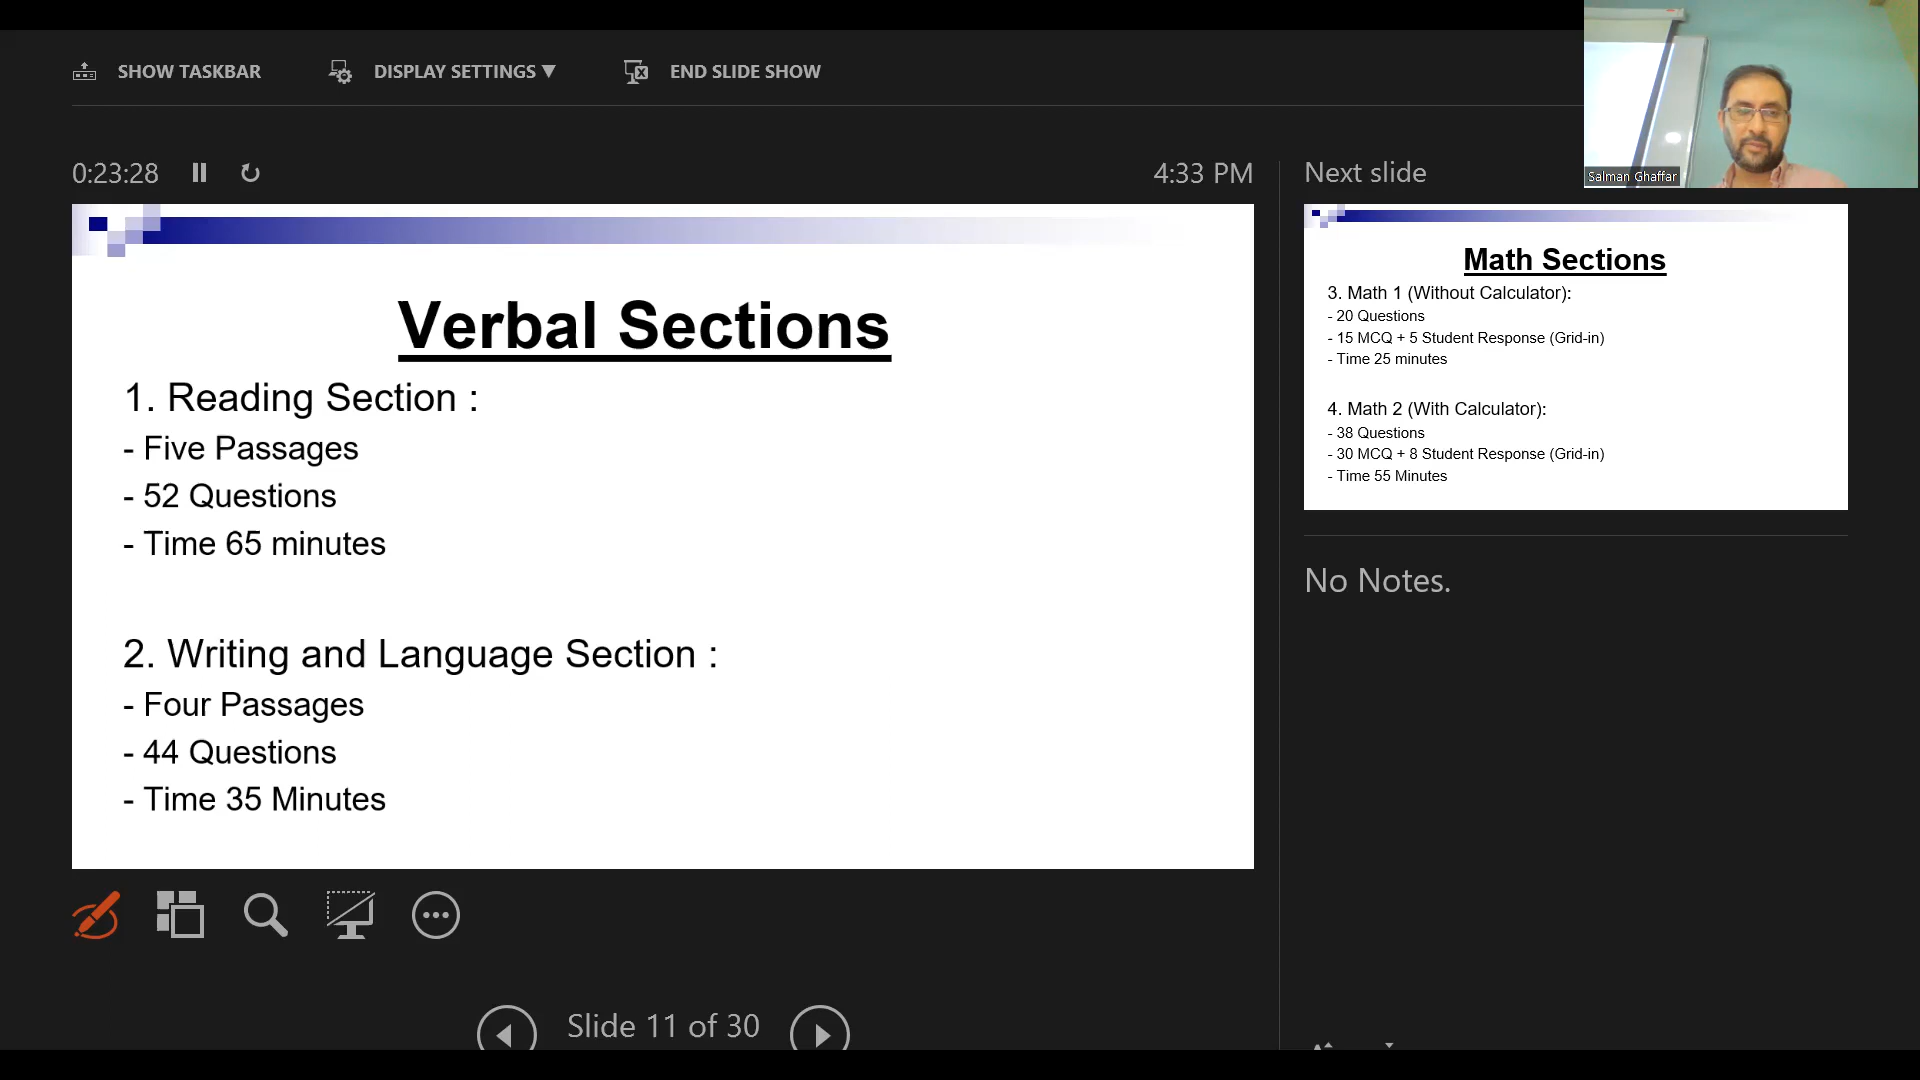 SHOW TASKBAR
DISPLAY SETTINGS ▼
END SLIDE SHOW
0:23:28
4:33 PM
Verbal Sections
1. Reading Section :
- Five Passages
- 52 Questions
- Time 65 minutes
2. Writing and Language Section :
- Four Passages
- 44 Questions
- Time 35 Minutes
Slide 11 of 30
Next slide
Salman Ghaffar
Math Sections
3. Math 1 (Without Calculator):
- 20 Questions
- 15 MCQ + 5 Student Response (Grid-in)
- Time 25 minutes
4. Math 2 (With Calculator):
- 38 Questions
- 30 MCQ + 8 Student Response (Grid-in)
- Time 55 Minutes
No Notes.